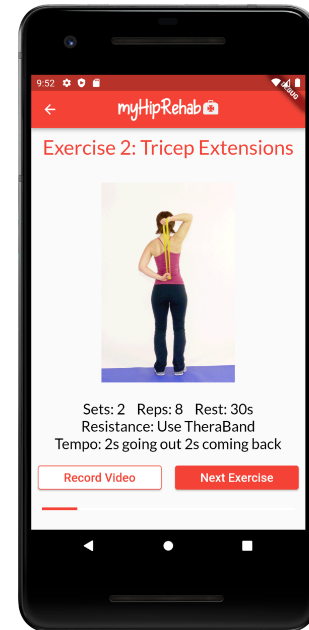 9:52
DEBUG
myHipRehab
Exercise 2: Tricep Extensions
Sets: 2 Reps: 8 Rest: 30s
Resistance: Use TheraBand
Tempo: 2s going out 2s coming back
Record Video
Next Exercise